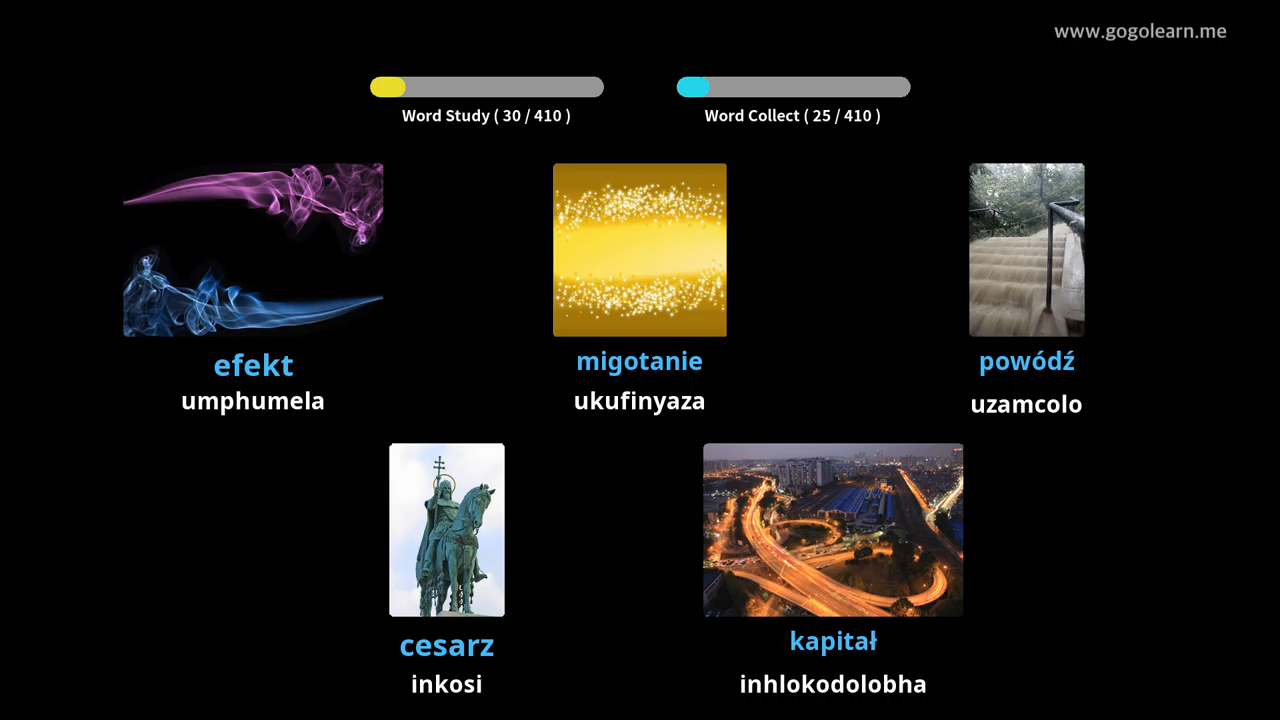 www.gogolearn.me
Word Study ( 30 / 410 )
Word Collect ( 25 / 410 )
efekt
umphumela
migotanie
ukufinyaza
powódź
uzamcolo
cesarz
inkosi
kapitał
inhlokodolobha